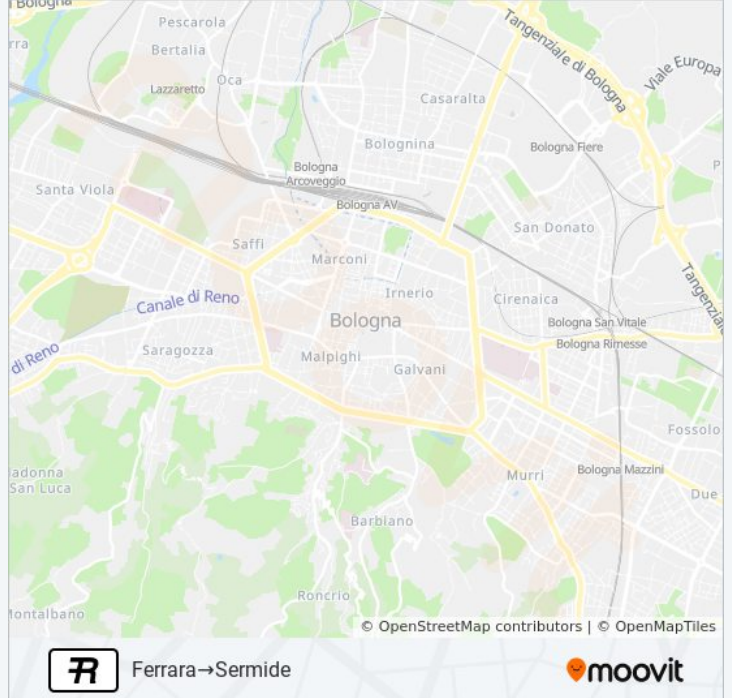 Bologna
Pescarola
Tangenziale di Bologna
Bertalia
Viale Europa
Oca
Lazzaretto
Casaralta
Bolognina
Bologna Fiere
Bologna
Arcoveggio
Santa Viola
Bologna AV
San Donato
Saffi
Marconi
Tangenziale
Canale di Reno
Irnerio
Cirenaica
Bologna
Bologna San Vitale
Bologna Rimesse
di Reno
Saragozza
Malpighi
Galvani
Fossolo
adonna
San Luca
Murri
Bologna Mazzini
Due
Barbiano
Roncrio
Montalbano
© OpenStreetMap contributors | © OpenMapTiles
R
Ferrara→Sermide
moovit